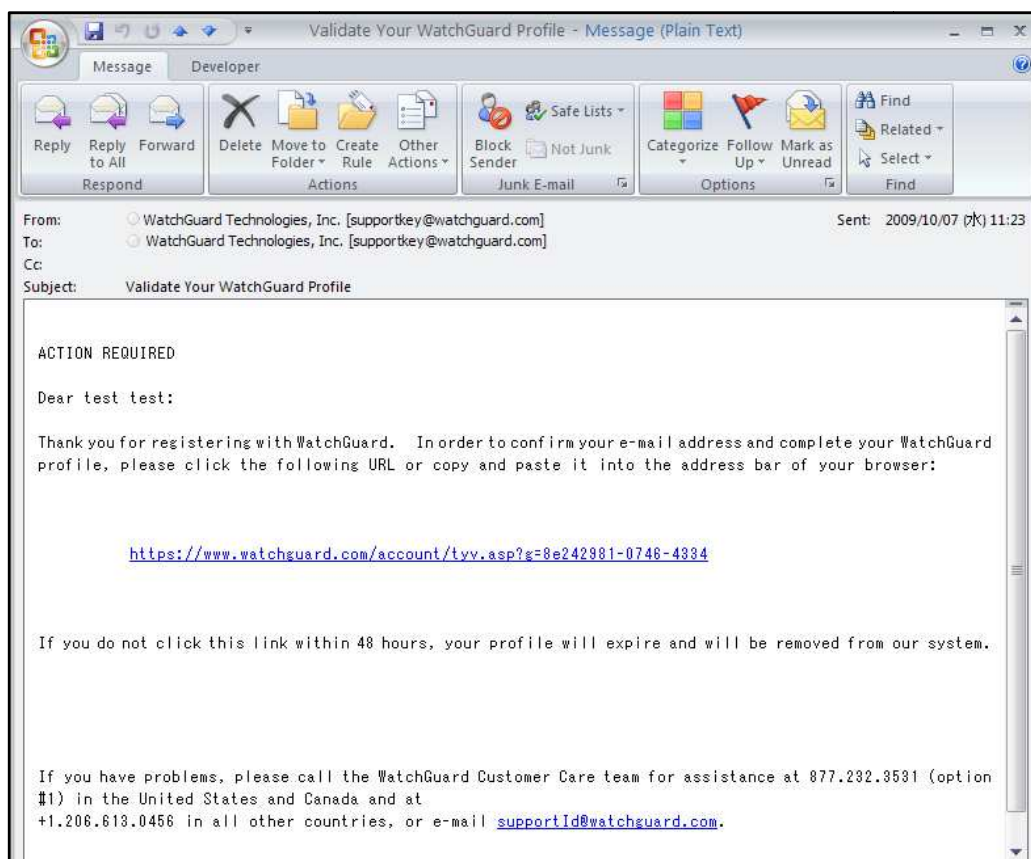 Validate Your WatchGuard Profile - Message (Plain Text)
Message Developer
Reply
Reply to All
Forward
Respond
Delete
Move to Folder
Create Rule
Other Actions
Actions
Block Sender
Safe Lists
Not Junk
Junk E-mail
Categorize
Follow Up
Mark as Unread
Options
Find
Related
Select
Find
From: WatchGuard Technologies, Inc. [supportkey@watchguard.com] Sent: 2009/10/07 (水) 11:23
To: WatchGuard Technologies, Inc. [supportkey@watchguard.com]
Cc:
Subject: Validate Your WatchGuard Profile
ACTION REQUIRED
Dear test test:
Thank you for registering with WatchGuard. In order to confirm your e-mail address and complete your WatchGuard
profile, please click the following URL or copy and paste it into the address bar of your browser:
https://www.watchguard.com/account/tyv.asp?g=8e242981-0746-4334
If you do not click this link within 48 hours, your profile will expire and will be removed from our system.
If you have problems, please call the WatchGuard Customer Care team for assistance at 877.232.3531 (option
#1) in the United States and Canada and at
+1.206.613.0456 in all other countries, or e-mail supportId@watchguard.com.